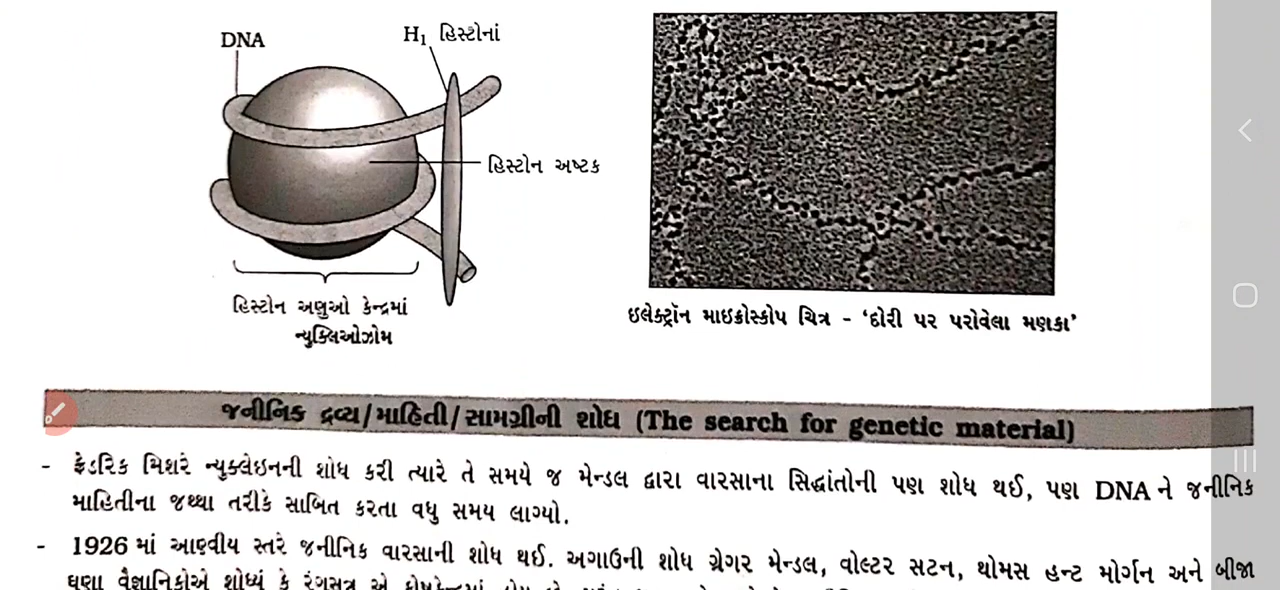 DNA
H₁ હિસ્ટોનાં
હિસ્ટોન અષ્ટક
હિસ્ટોન અણુઓ કેન્દ્રમાં
ન્યુક્લિઓઝોમ
ઇલેક્ટ્રૉન માઇક્રોસ્કોપ ચિત્ર - ‘દોરી પર પરોવેલા મણકા’
જનીનિક દ્રવ્ય/માહિતી/સામગ્રીની શોધ (The search for genetic material)
- ફ્રેડરિક મિશરે ન્યુક્લેઇનની શોધ કરી ત્યારે તે સમયે જ મેન્ડલ દ્વારા વારસાના સિદ્ધાંતોની પણ શોધ થઈ, પણ DNA ને જનીનિક
માહિતીના જથ્થા તરીકે સાબિત કરતા વધુ સમય લાગ્યો.
- 1926 માં આણ્વીય સ્તરે જનીનિક વારસાની શોધ થઈ. અગાઉની શોધ ગ્રેગર મેન્ડલ, વોલ્ટર સટન, થોમસ હન્ટ મોર્ગન અને બીજા
ઘણા વૈજ્ઞાનિકોએ શોધ્યું કે રંગસૂત્ર એ